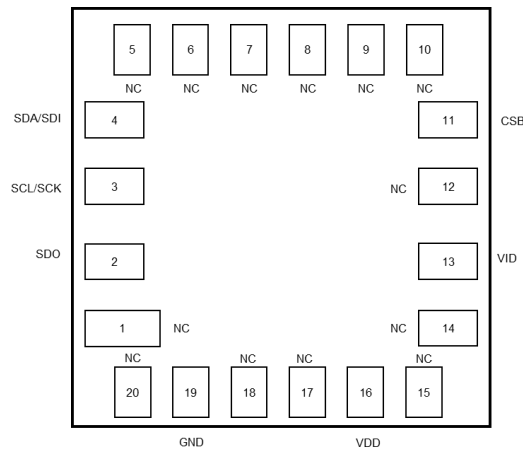 5 6 7 8 9 10
NC NC NC NC NC NC
SDA/SDI 4 11 CSB
SCL/SCK 3 NC 12
SDO 2 13 VID
1 NC NC 14
NC NC NC NC
20 19 18 17 16 15
GND VDD